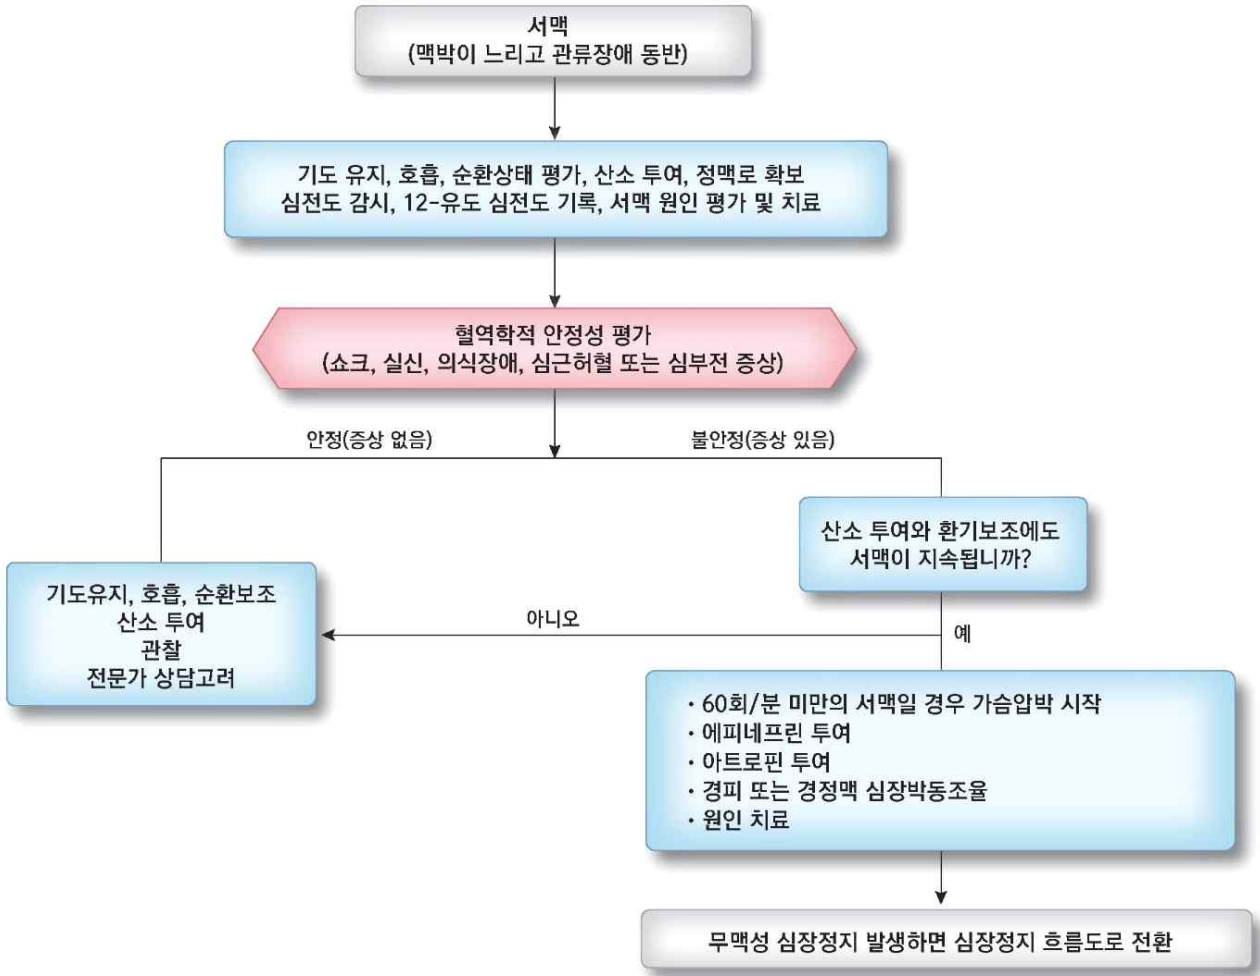 서맥
(맥박이 느리고 관류장애 동반)
기도 유지, 호흡, 순환상태 평가, 산소 투여, 정맥로 확보
심전도 감시, 12-유도 심전도 기록, 서맥 원인 평가 및 치료
혈역학적 안정성 평가
(쇼크, 실신, 의식장애, 심근허혈 또는 심부전 증상)
안정(증상 없음)
불안정(증상 있음)
산소 투여와 환기보조에도
서맥이 지속됩니까?
기도유지, 호흡, 순환보조
산소 투여
관찰
전문가 상담고려
아니오
예
· 60회/분 미만의 서맥일 경우 가슴압박 시작
· 에피네프린 투여
· 아트로핀 투여
· 경피 또는 경정맥 심장박동조율
· 원인 치료
무맥성 심장정지 발생하면 심장정지 흐름도로 전환